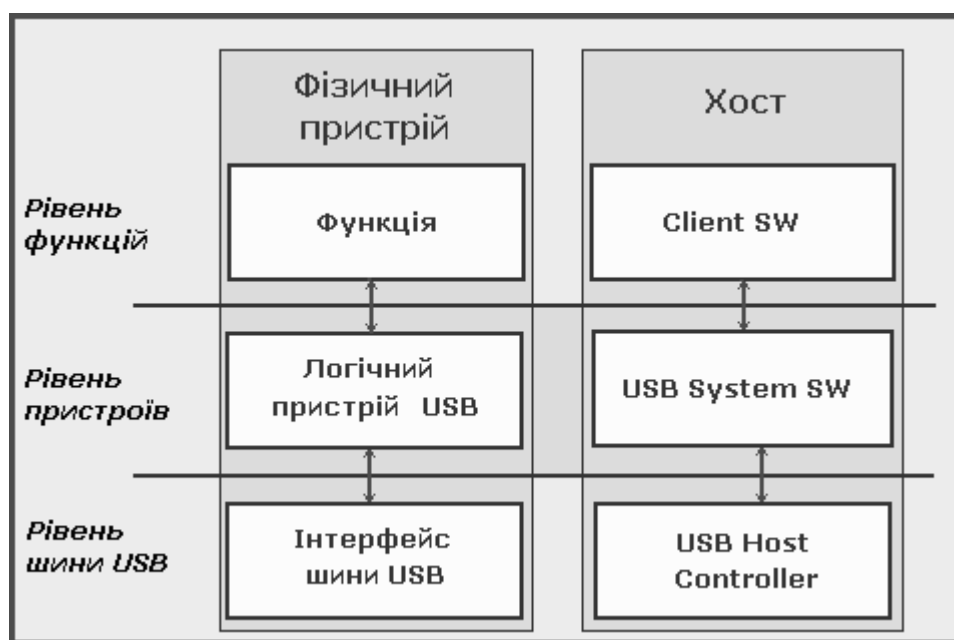 Фізичний
пристрій
Хост
Рівень
функцій
Функція
Client SW
Рівень
пристроїв
Логічний
пристрій USB
USB System SW
Рівень
шини USB
Інтерфейс
шини USB
USB Host
Controller